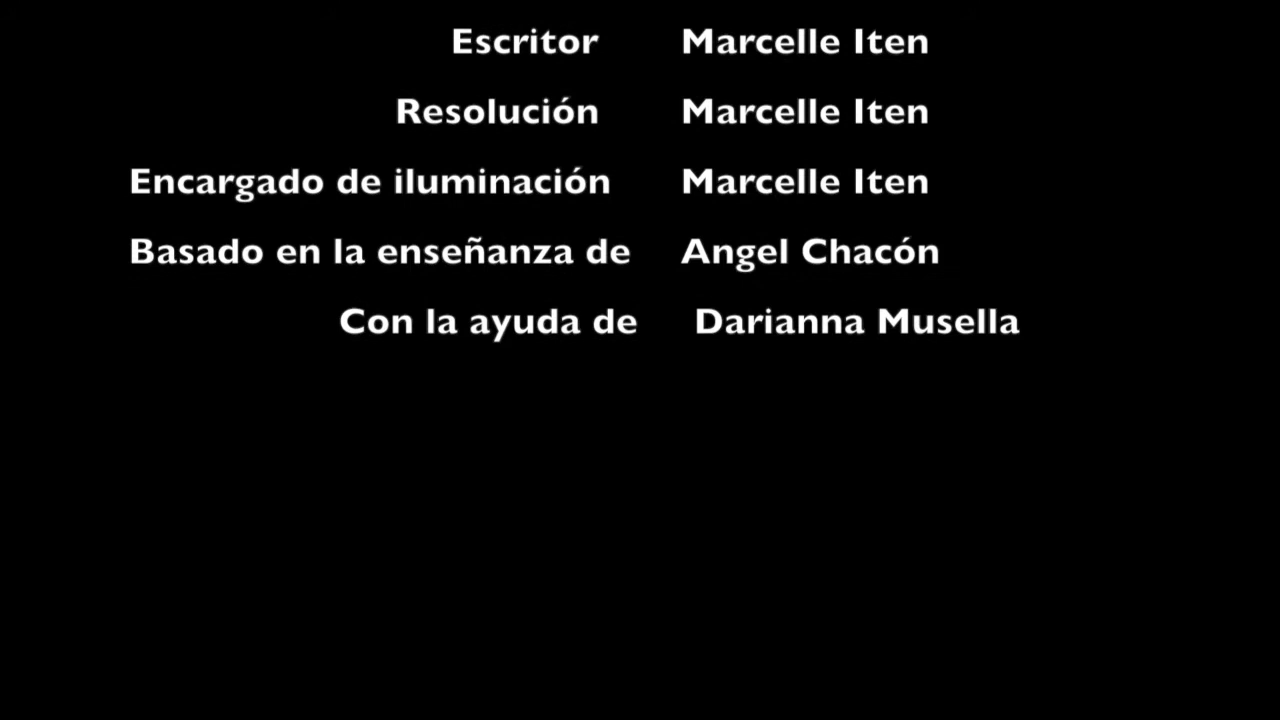 Escritor Marcelle Iten
Resolución Marcelle Iten
Encargado de iluminación Marcelle Iten
Basado en la enseñanza de Angel Chacón
Con la ayuda de Darianna Musella